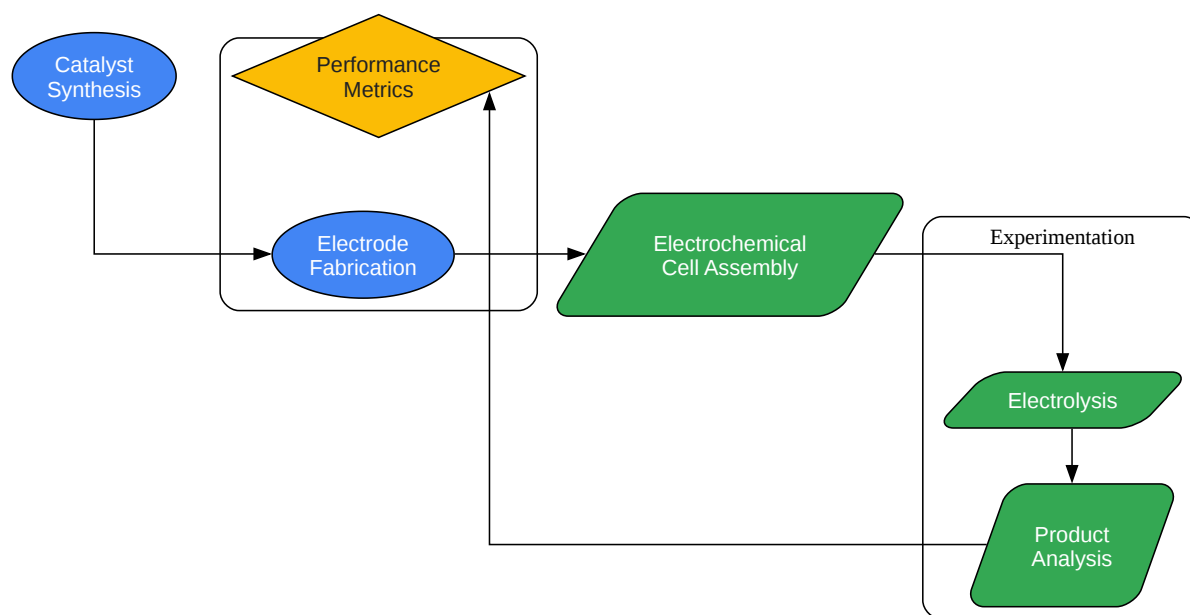 Catalyst
Synthesis
Performance
Metrics
Electrode
Fabrication
Electrochemical
Cell Assembly
Experimentation
Electrolysis
Product
Analysis